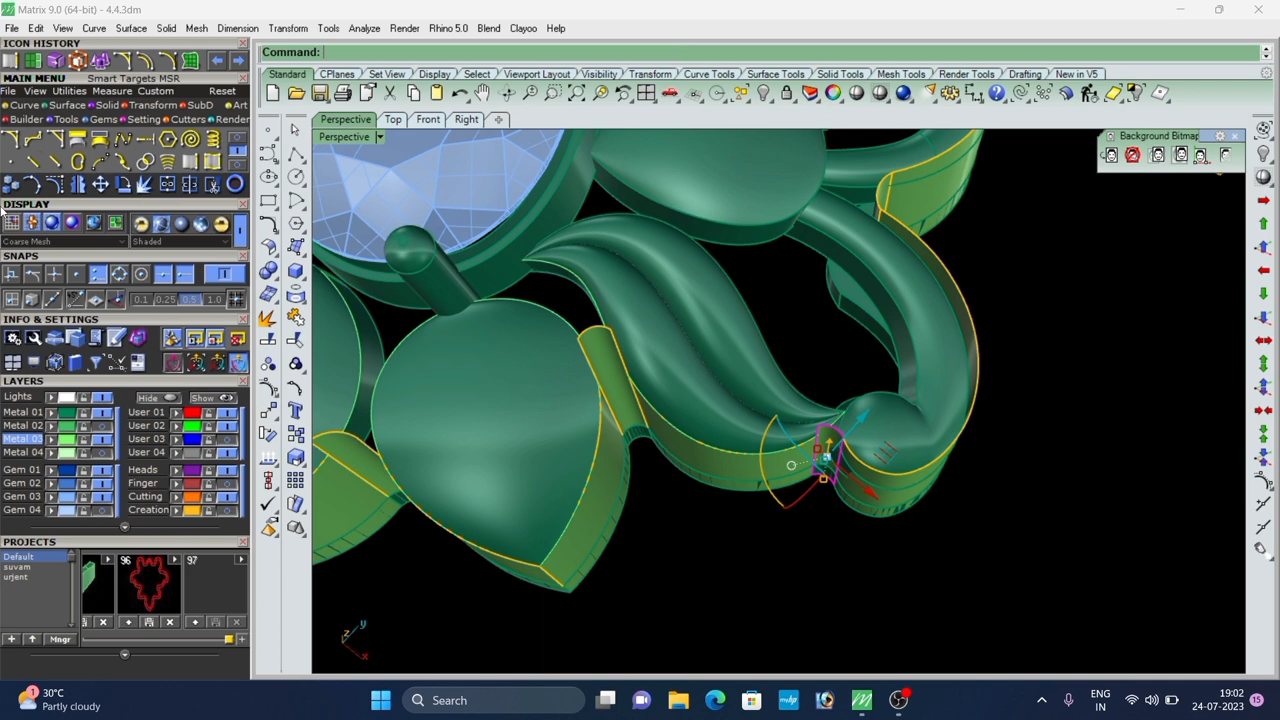 Matrix 9.0 (64-bit) - 4.4.3dm
File Edit View Curve Surface Solid Mesh Dimension Transform Tools Analyze Render Rhino 5.0 Blend Clayoo Help
ICON HISTORY
Command:
Standard CPlanes Set View Display Select Viewport Layout Visibility Transform Curve Tools Surface Tools Solid Tools Mesh Tools Render Tools Drafting New in V5
MAIN MENU Smart Targets MSR
File View Utilities Measure Custom Reset
Curve Surface Solid Transform SubD Art
Builder Tools Gems Setting Cutters Render
Perspective Top Front Right
Perspective
Background Bitmap
DISPLAY
Coarse Mesh Shaded
SNAPS
0.1 0.25 0.5 1.0
INFO & SETTINGS
LAYERS
Lights Hide Show
Metal 01 User 01
Metal 02 User 02
Metal 03 User 03
Metal 04 User 04
Gem 01 Heads
Gem 02 Finger
Gem 03 Cutting
Gem 04 Creation
PROJECTS
Default
suvam
urjent
96 97
Mngr
z y x
30°C
Partly cloudy
1
Search
ENG
IN
19:02
24-07-2023
15